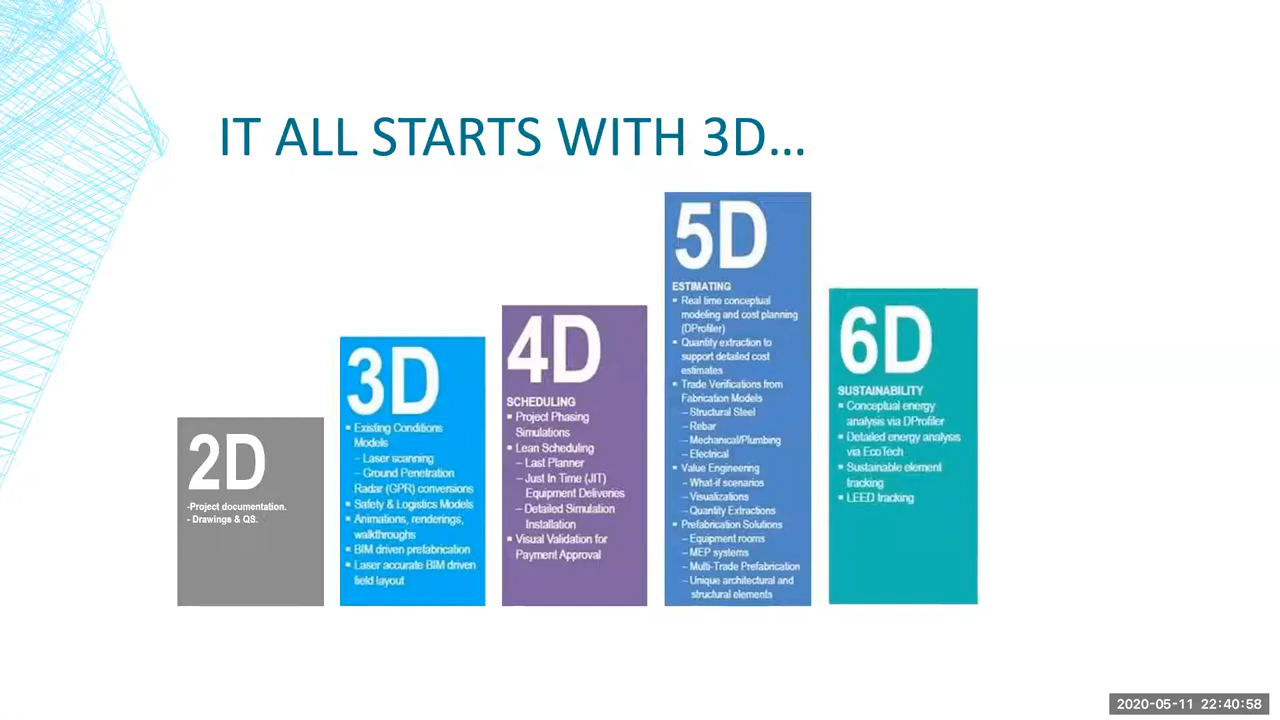 IT ALL STARTS WITH 3D...
2D
-Project documentation.
- Drawings & QS.
3D
▪ Existing Conditions
Models
– Laser scanning
– Ground Penetration
Radar (GPR) conversions
▪ Safety & Logistics Models
▪ Animations, renderings,
walkthroughs
▪ BIM driven prefabrication
▪ Laser accurate BIM driven
field layout
4D
SCHEDULING
▪ Project Phasing
Simulations
▪ Lean Scheduling
– Last Planner
– Just In Time (JIT)
Equipment Deliveries
– Detailed Simulation
Installation
▪ Visual Validation for
Payment Approval
5D
ESTIMATING
▪ Real time conceptual
modeling and cost planning
(DProfiler)
▪ Quantity extraction to
support detailed cost
estimates
▪ Trade Verifications from
Fabrication Models
– Structural Steel
– Rebar
– Mechanical/Plumbing
– Electrical
▪ Value Engineering
– What-if scenarios
– Visualizations
– Quantity Extractions
▪ Prefabrication Solutions
– Equipment rooms
– MEP systems
– Multi-Trade Prefabrication
– Unique architectural and
structural elements
6D
SUSTAINABILITY
▪ Conceptual energy
analysis via DProfiler
▪ Detailed energy analysis
via EcoTech
▪ Sustainable element
tracking
▪ LEED tracking
2020-05-11 22:40:58